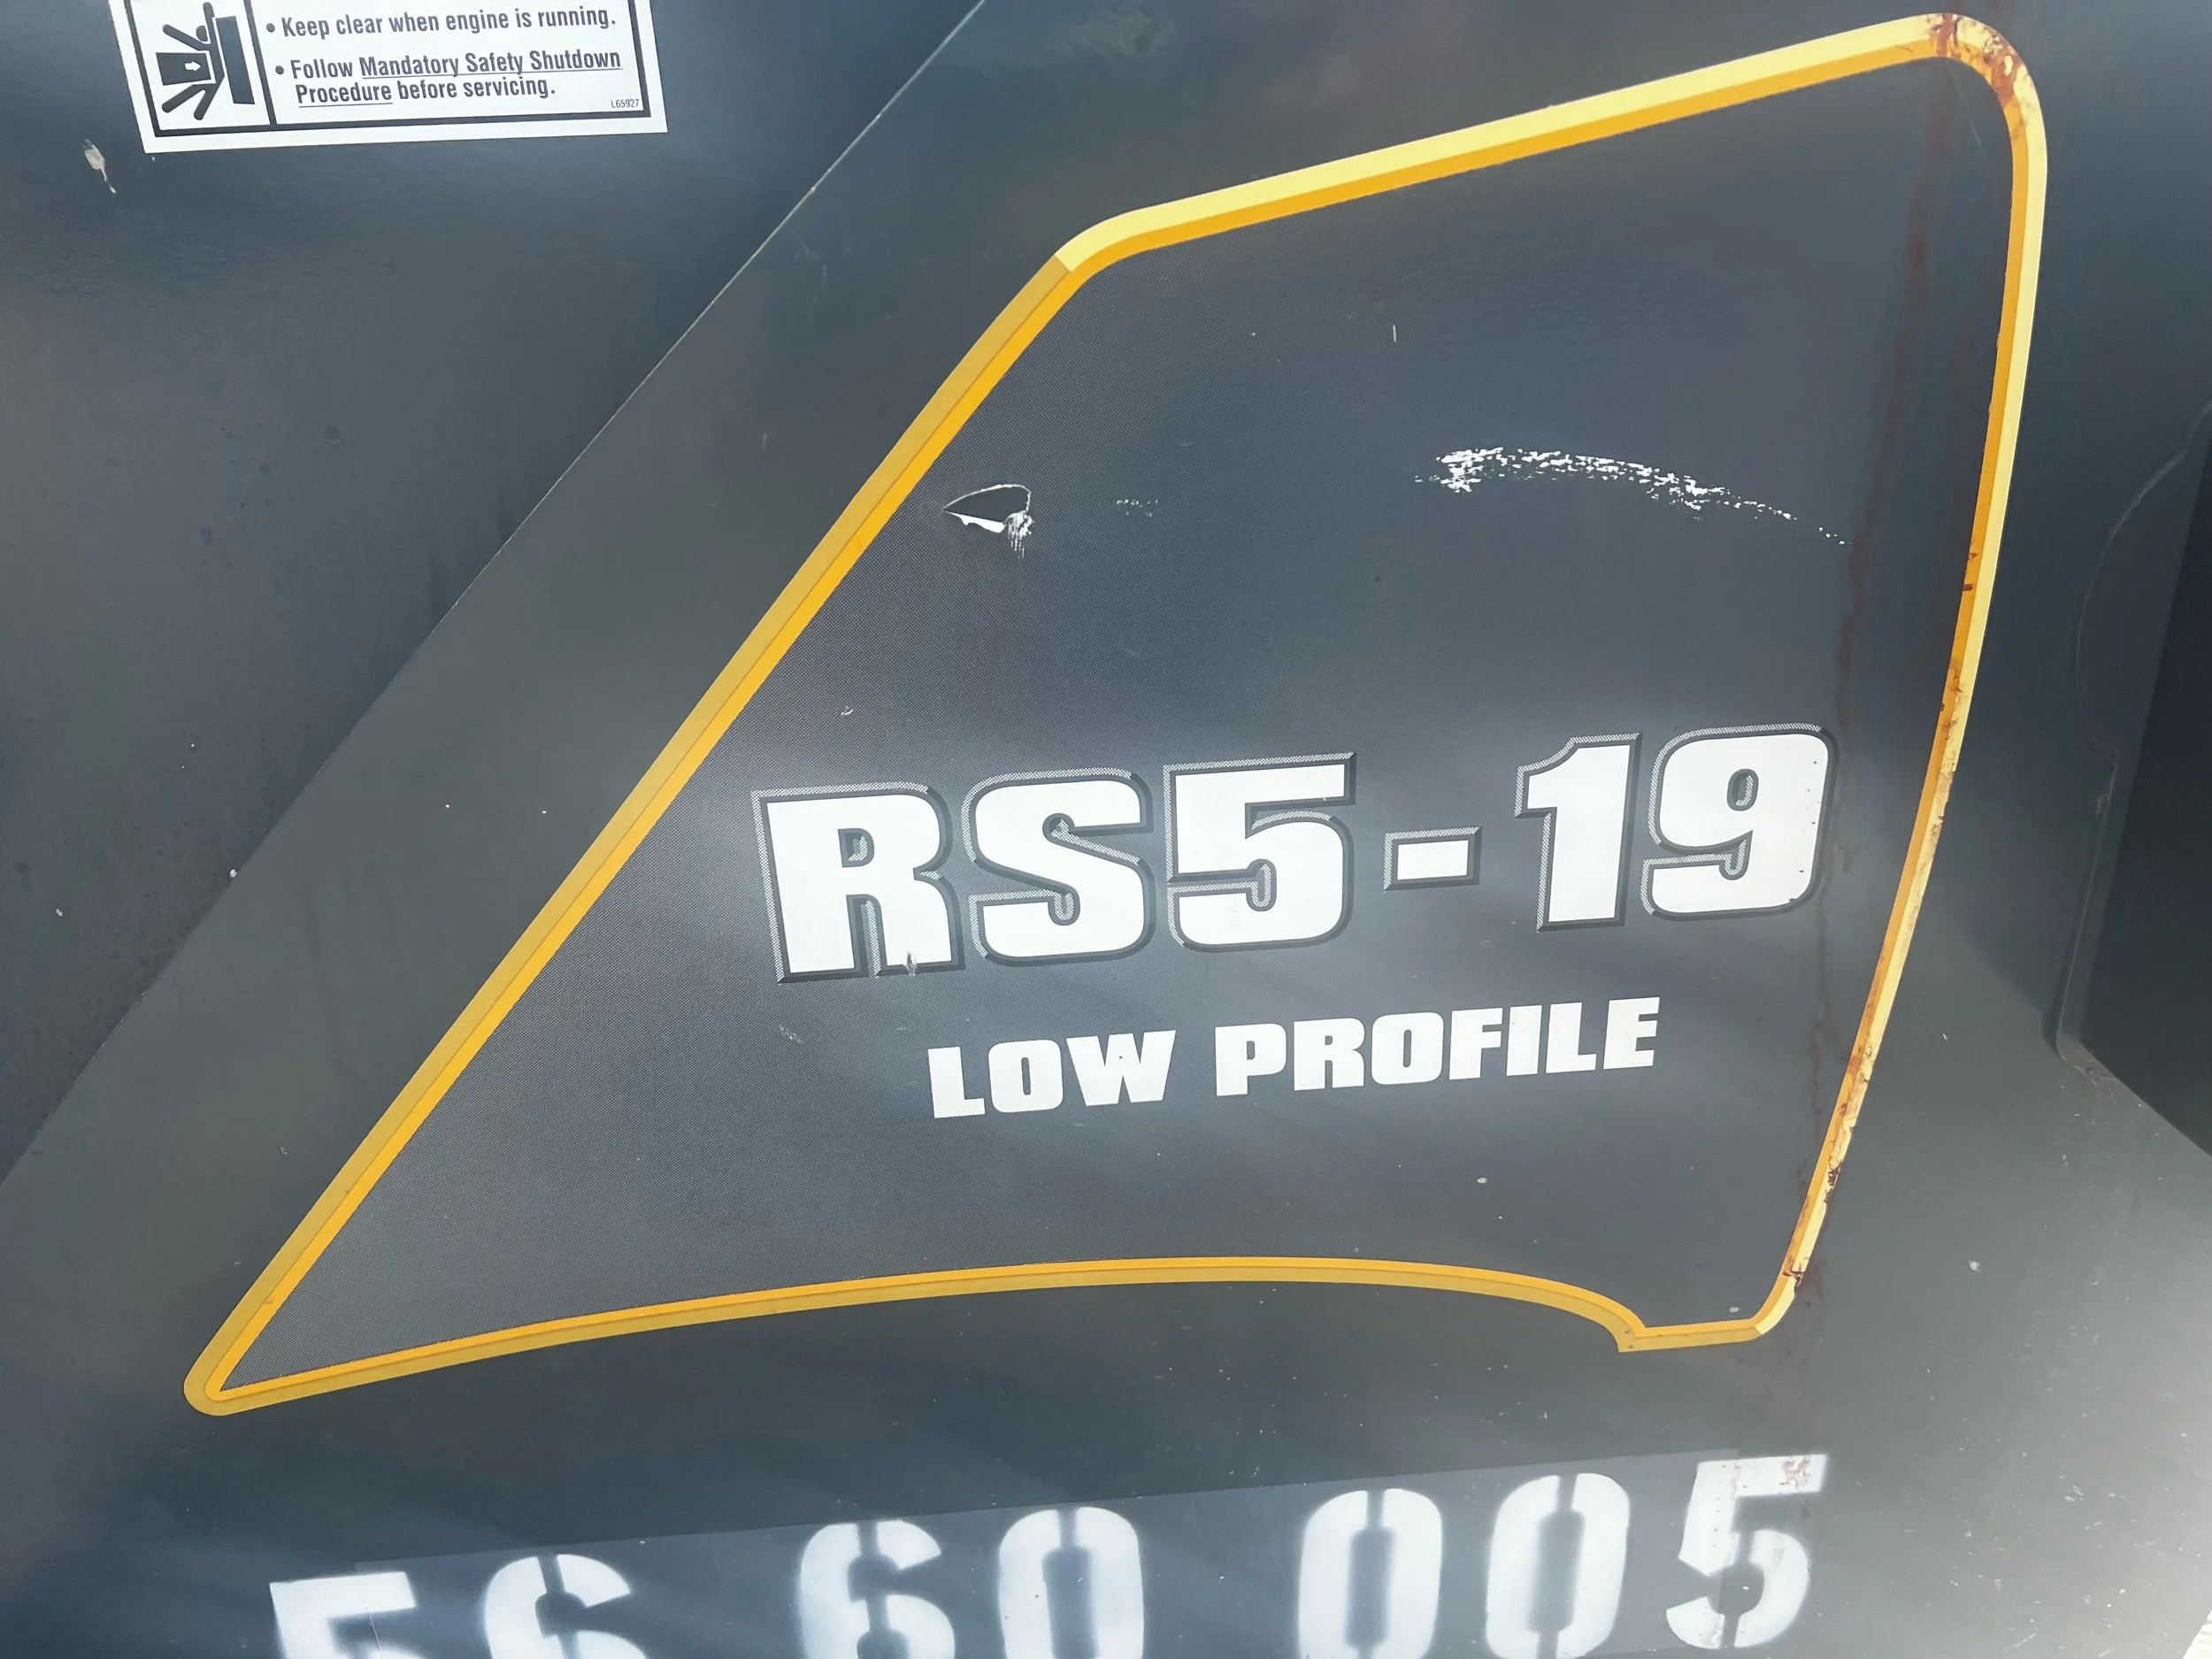 • Keep clear when engine is running.
• Follow Mandatory Safety Shutdown
Procedure before servicing.
L65927
RS5-19
LOW PROFILE
56 60 005